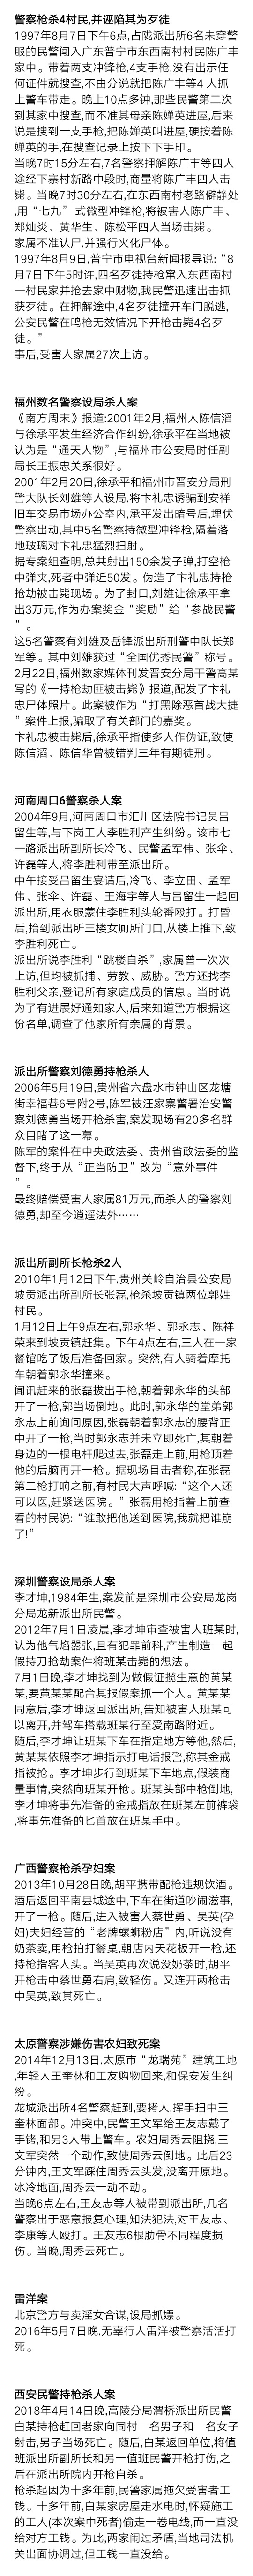 警察枪杀4村民,并诬陷其为歹徒
1997年8月7日下午6点,占陇派出所6名未穿警
服的民警闯入广东普宁市东西南村村民陈广丰
家中。带着两支冲锋枪,4支手枪,没有出示任
何证件就搜查,不由分说就把陈广丰等4 人抓
上警车带走。晚上10点多钟,那些民警第二次
到其家中搜查,而不准其母亲陈婵英进屋,后来
说是搜到一支手枪,把陈婵英叫进屋,硬按着陈
婵英的手,在搜查记录上按下下手印。
当晚7时15分左右,7名警察押解陈广丰等四人
途经下寨村新路中段时,商量将陈广丰四人击
毙。当晚7时30分左右,在东西南村老路僻静处
,用“七九”式微型冲锋枪,将被害人陈广丰、
郑灿炎、黄华生、陈松平四人当场击毙。
家属不准认尸,并强行火化尸体。
1997年8月9日,普宁市电视台新闻报导说:“8
月7日下午5时许,四名歹徒持枪窜入东西南村
一村民家并抢去家中财物,我民警迅速出击抓
获歹徒。在押解途中,4名歹徒撞开车门脱逃,
公安民警在鸣枪无效情况下开枪击毙4名歹
徒。”
事后,受害人家属27次上访。
福州数名警察设局杀人案
《南方周末》报道:2001年2月,福州人陈信滔
与徐承平发生经济合作纠纷,徐承平在当地被
认为是“通天人物”,与福州市公安局时任副
局长王振忠关系很好。
2001年2月20日,徐承平和福州市晋安分局刑
警大队长刘雄等人设局,将卞礼忠诱骗到安祥
旧车交易市场办公室内,承平发出暗号后,埋伏
警察出动,其中5名警察持微型冲锋枪,隔着落
地玻璃对卞礼忠猛烈扫射。
据专案组查明,总共射出150余发子弹,打空枪
中弹夹,死者中弹近50发。伪造了卞礼忠持枪
抢劫被击毙现场。为了封口,刘雄让徐承平拿
出3万元,作为办案奖金“奖励”给“参战民警
”。
这5名警察有刘雄及岳锋派出所刑警中队长郑
军等。其中刘雄获过“全国优秀民警”称号。
2月22日,福州数家媒体刊发晋安分局干警高某
写的《一持枪劫匪被击毙》报道,配发了卞礼
忠尸体照片。此案被作为“打黑除恶首战大捷
”案件上报,骗取了有关部门的嘉奖。
卞礼忠被击毙后,徐承平指使多人作伪证,致使
陈信滔、陈信华曾被错判三年有期徒刑。
河南周口6警察杀人案
2004年9月,河南周口市汇川区法院书记员吕
留生等,与下岗工人李胜利产生纠纷。该市七
一路派出所副所长冷飞、民警孟军伟、张伞、
许磊等人,将李胜利带至派出所。
中午接受吕留生宴请后,冷飞、李立田、孟军
伟、张伞、许磊、王海宇等人与吕留生一起回
派出所,用衣服蒙住李胜利头轮番殴打。打昏
后,抬到派出所三楼女厕所门口,从楼上推下,致
李胜利死亡。
派出所说李胜利“跳楼自杀”,家属曾一次次
上访,但均被抓捕、劳教、威胁。警方还找李
胜利父亲,登记所有家庭成员的信息。当时说
为了有进展好通知家人,后来知道警方根据这
份名单,调查了他家所有亲属的背景。
派出所警察刘德勇持枪杀人
2006年5月19日,贵州省六盘水市钟山区龙塘
街幸福巷6号附2号,陈军被汪家寨警署治安警
察刘德勇当场开枪杀害,案发现场有20多名群
众目睹了这一幕。
陈军的案件在中央政法委、贵州省政法委的监
督下,终于从“正当防卫”改为“意外事件
”。
最终赔偿受害人家属81万元,而杀人的警察刘
德勇,却至今逍遥法外……
派出所副所长枪杀2人
2010年1月12日下午,贵州关岭自治县公安局
坡贡派出所副所长张磊,枪杀坡贡镇两位郭姓
村民。
1月12日上午9点左右,郭永华、郭永志、陈祥
荣来到坡贡镇赶集。下午4点左右,三人在一家
餐馆吃了饭后准备回家。突然,有人骑着摩托
车朝着郭永华撞来。
闻讯赶来的张磊拔出手枪,朝着郭永华的头部
开了一枪,郭当场倒地。此时,郭永华的堂弟郭
永志上前询问原因,张磊朝着郭永志的腰背正
中开了一枪,当时郭永志并未立即死亡,其朝着
身边的一根电杆爬过去,张磊走上前,用枪顶着
他的后脑再开一枪。据现场目击者称,在张磊
第二枪打响之前,有村民大声呼喊:“这个人还
可以医,赶紧送医院。”张磊用枪指着上前查
看的村民说:“谁敢把他送到医院,我就把谁崩
了!”
深圳警察设局杀人案
李才坤,1984年生,案发前是深圳市公安局龙岗
分局龙新派出所民警。
2012年7月1日凌晨,李才坤审查被害人班某时,
认为他气焰嚣张,且有犯罪前科,产生制造一起
假持刀抢劫案件将班某击毙的想法。
7月1日晚,李才坤找到为做假证揽生意的黄某
某,要黄某某配合其报假案抓一个人。黄某某
同意后,李才坤返回派出所,告知被害人班某可
以离开,并驾车搭载班某行至爱南路附近。
随后,李才坤让班某下车在指定地方等他,然后,
黄某某依照李才坤指示打电话报警,称其金戒
指被抢。李才坤步行到班某下车地点,假装商
量事情,突然向班某开枪。班某头部中枪倒地,
李才坤将事先准备的金戒指放在班某左前裤袋
,将事先准备的匕首放在班某手中。
广西警察枪杀孕妇案
2013年10月28日晚,胡平携带配枪违规饮酒。
酒后返回平南县城途中,下车在街道吵闹滋事,
开了一枪。随后,进入被害人蔡世勇、吴英(孕
妇)夫妇经营的“老牌螺蛳粉店”内,听说没有
奶茶卖,用枪拍打餐桌,朝店内天花板开一枪,还
持枪指客人头。当吴英再次说没奶茶时,胡平
开枪击中蔡世勇右肩,致轻伤。又连开两枪击
中吴英,致其死亡。
太原警察涉嫌伤害农妇致死案
2014年12月13日,太原市“龙瑞苑”建筑工地
,年轻人王奎林和工友购物回来,和保安发生纠
纷。
龙城派出所4名警察赶到,要拷人,挥手扫中王
奎林面部。冲突中,民警王文军给王友志戴了
手铐,和另3人带上警车。农妇周秀云阻挠,王
文军突然一个动作,致使周秀云倒地。此后23
分钟内,王文军踩住周秀云头发,没离开原地。
冰冷地面,周秀云一动不动。
当晚6点左右,王友志等人被带到派出所,几名
警察出于恶意报复心理,知法犯法,对王友志、
李康等人殴打。王友志6根肋骨不同程度损
伤。当晚,周秀云死亡。
雷洋案
北京警方与卖淫女合谋,设局抓嫖。
2016年5月7日晚,无辜行人雷洋被警察活活打
死。
西安民警持枪杀人案
2018年4月14日晚,高陵分局渭桥派出所民警
白某持枪赶回老家向同村一名男子和一名女子
射击,男子当场死亡。随后,白某返回单位,将值
班派出所副所长和另一值班民警开枪打伤,之
后在派出所院内开枪自杀。
枪杀起因为十多年前,民警家属拖欠受害者工
钱。十多年前,白某家房屋走水电时,怀疑施工
的工人(本次案中死者)偷走一卷电线,而一直没
给对方工钱。为此,两家闹过矛盾,当地司法机
关出面协调过,但工钱一直没给。